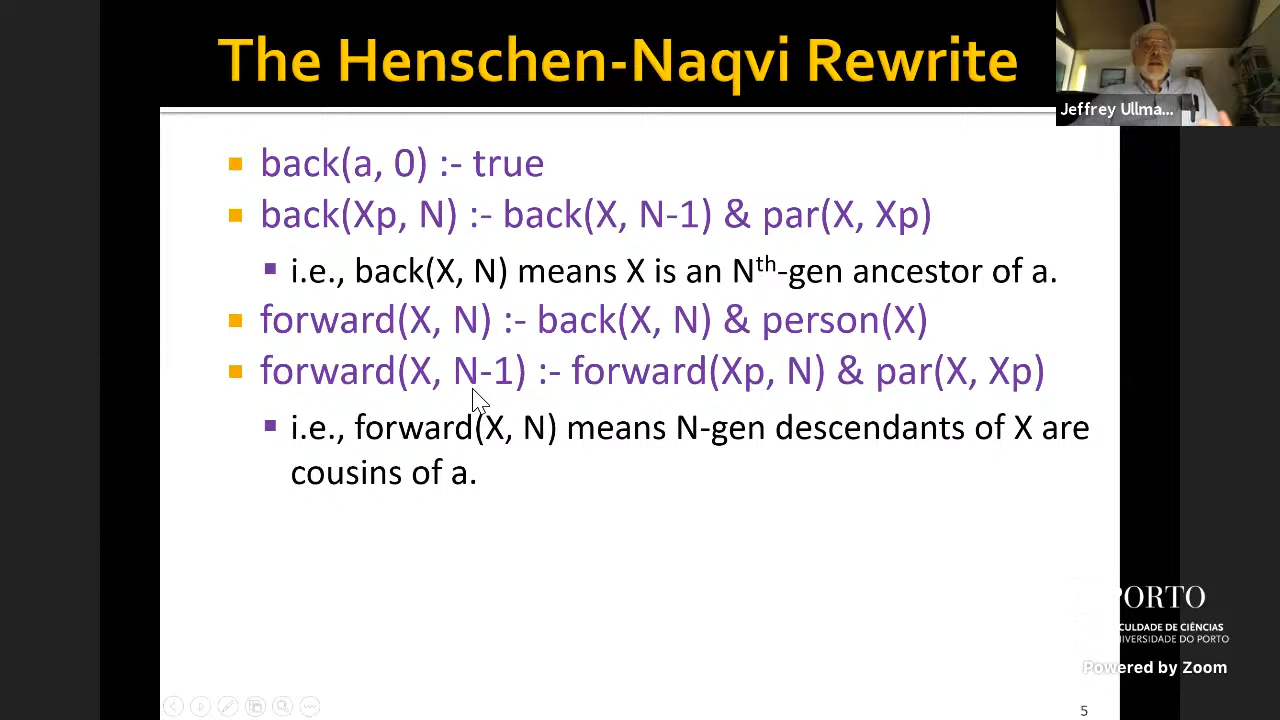 The Henschen-Naqvi Rewrite
Jeffrey Ullma...
back(a, 0) :- true
back(Xp, N) :- back(X, N-1) & par(X, Xp)
i.e., back(X, N) means X is an Nth-gen ancestor of a.
forward(X, N) :- back(X, N) & person(X)
forward(X, N-1) :- forward(Xp, N) & par(X, Xp)
i.e., forward(X, N) means N-gen descendants of X are
cousins of a.
PORTO
CULDADE DE CIÊNCIAS
NIVERSIDADE DO PORTO
Powered by Zoom
5